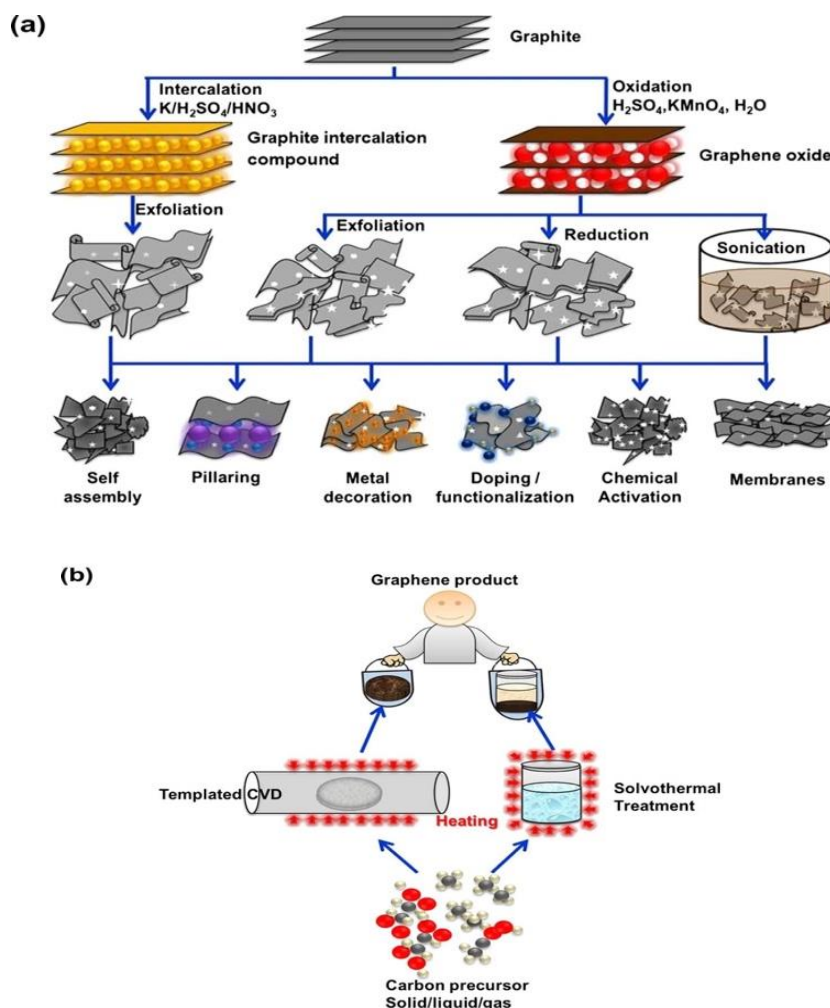 (a)
Graphite
Intercalation
K/H₂SO₄/HNO₃
Oxidation
H₂SO₄,KMnO₄, H₂O
Graphite intercalation
compound
Graphene oxide
Exfoliation
Exfoliation
Reduction
Sonication
Self
assembly
Pillaring
Metal
decoration
Doping /
functionalization
Chemical
Activation
Membranes
(b)
Graphene product
Templated CVD
Heating
Solvothermal
Treatment
Carbon precursor
Solid/liquid/gas